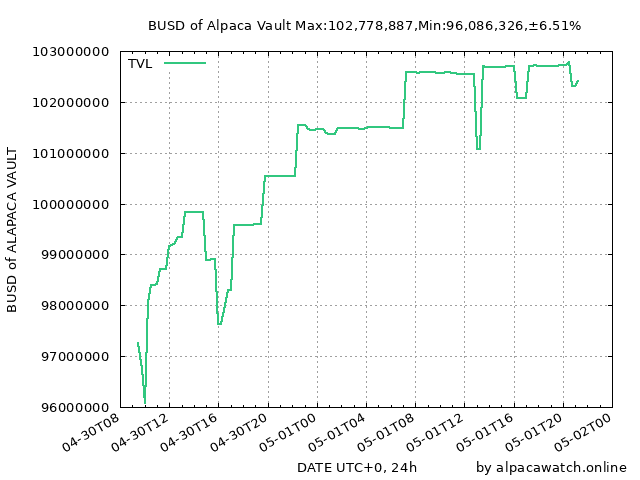 BUSD of Alpaca Vault Max:102,778,887,Min:96,086,326,±6.51%
TVL
103000000
102000000
101000000
100000000
99000000
98000000
97000000
96000000
BUSD of ALAPACA VAULT
04-30T08
04-30T12
04-30T16
04-30T20
05-01T00
05-01T04
05-01T08
05-01T12
05-01T16
05-01T20
05-02T00
DATE UTC+0, 24h
by alpacawatch.online